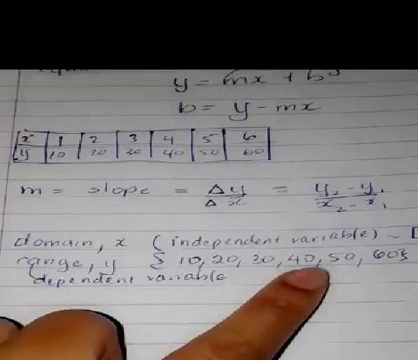 y = mx + b
b = y - mx
x 1 2 3 4 5 6
y 10 20 30 40 50 60
m = slope = Δy/Δx = y₂-y₁/x₂-x₁
domain, x (independent variable) - [
range, y { 10, 20, 30, 40, 50, 60}
dependent variable